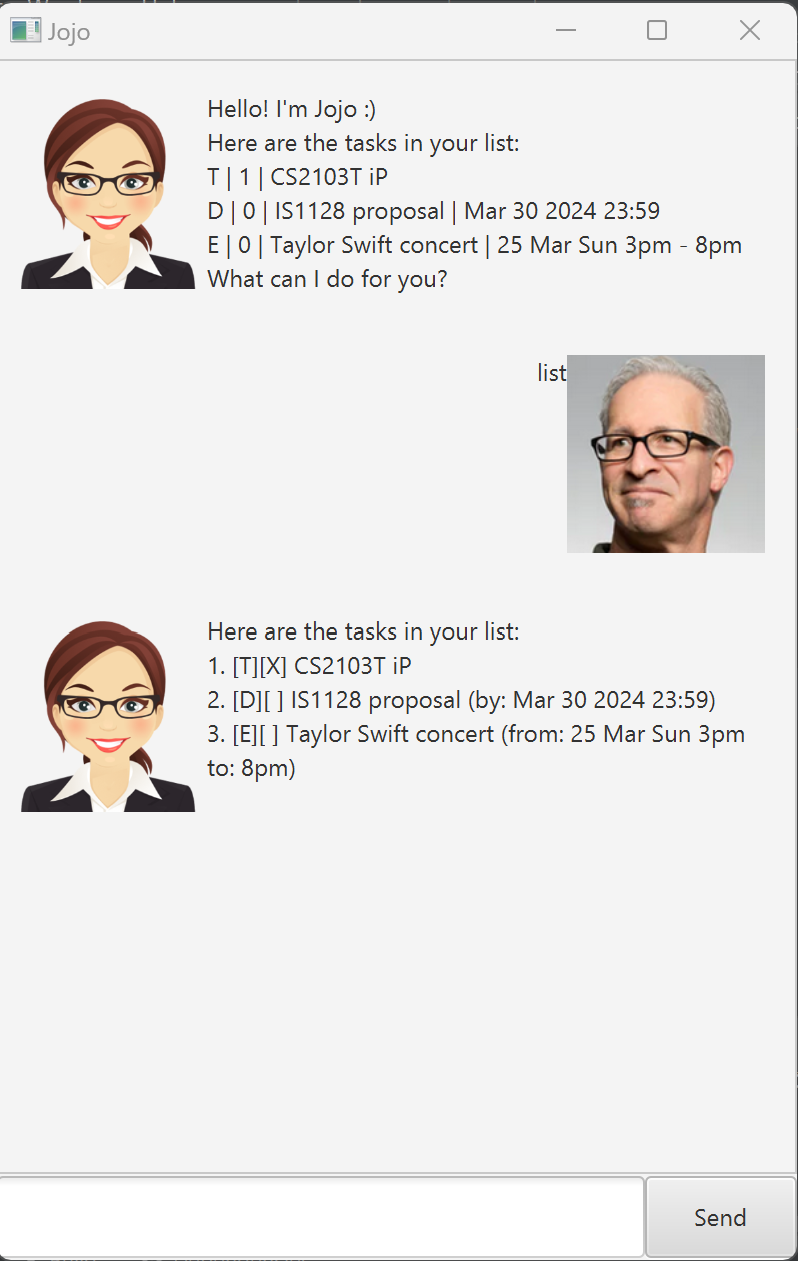 Jojo
Hello! I'm Jojo :)
Here are the tasks in your list:
T | 1 | CS2103T iP
D | 0 | IS1128 proposal | Mar 30 2024 23:59
E | 0 | Taylor Swift concert | 25 Mar Sun 3pm - 8pm
What can I do for you?
list
Here are the tasks in your list:
1. [T][X] CS2103T iP
2. [D][ ] IS1128 proposal (by: Mar 30 2024 23:59)
3. [E][ ] Taylor Swift concert (from: 25 Mar Sun 3pm
to: 8pm)
Send